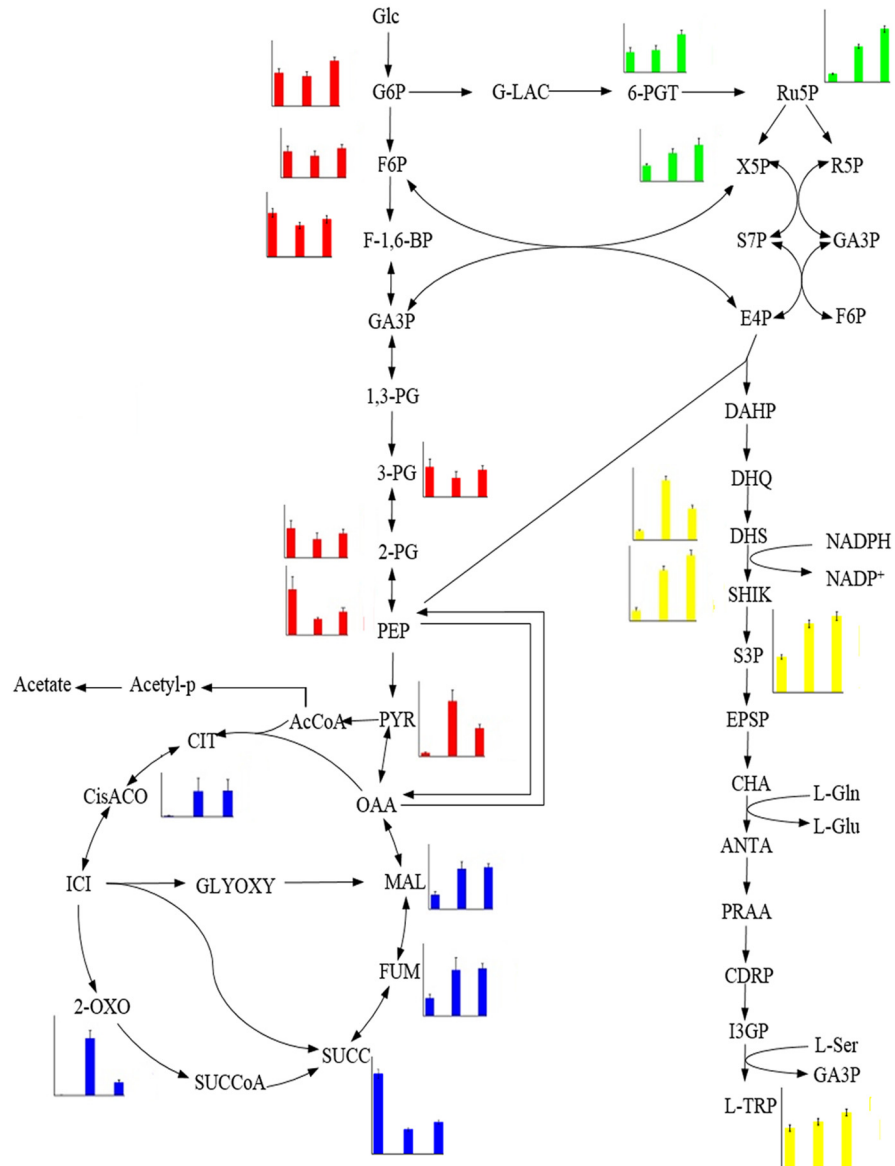 Glc
G6P
G-LAC
6-PGT
Ru5P
F6P
X5P
R5P
F-1,6-BP
S7P
GA3P
GA3P
E4P
F6P
1,3-PG
DAHP
3-PG
DHQ
DHS
NADPH
2-PG
NADP+
SHIK
PEP
S3P
Acetate
Acetyl-p
AcCoA
PYR
EPSP
CIT
CHA
L-Gln
CisACO
OAA
L-Glu
ANTA
ICI
GLYOXY
MAL
PRAA
FUM
CDRP
2-OXO
I3GP
SUCC
L-Ser
SUCCoA
GA3P
L-TRP